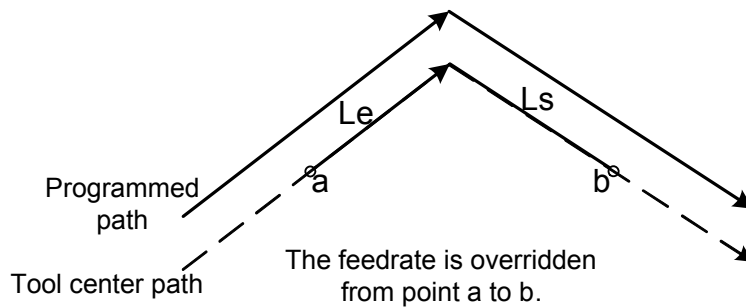 Le
Ls
a
b
Programmed
path
Tool center path
The feedrate is overridden
from point a to b.